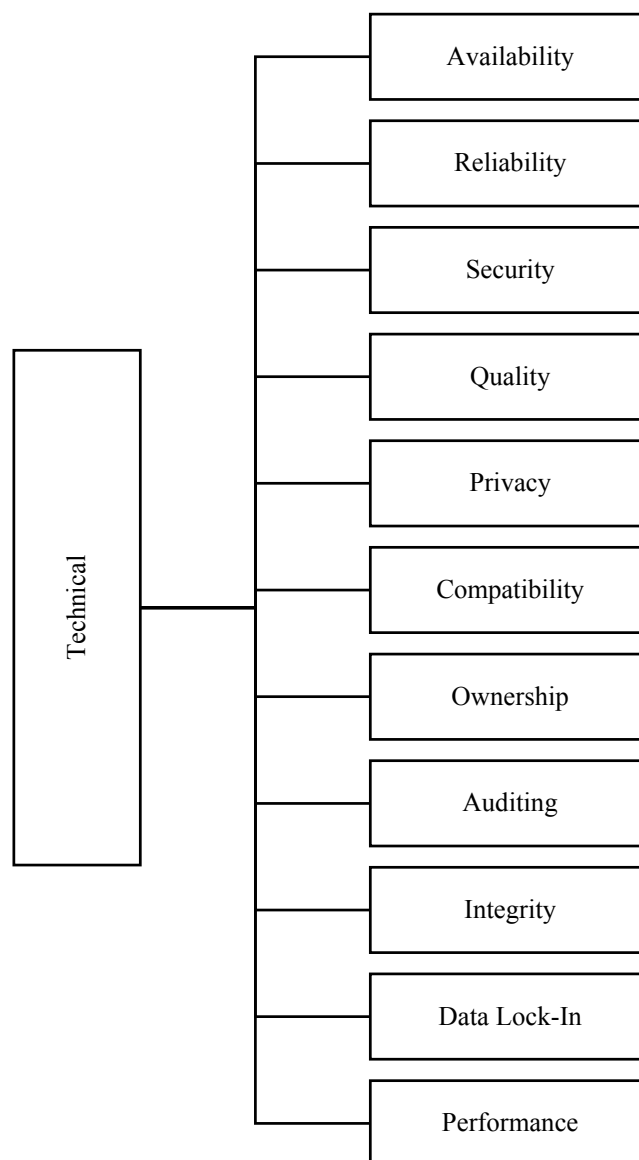 Availability
Reliability
Security
Quality
Privacy
Technical
Compatibility
Ownership
Auditing
Integrity
Data Lock-In
Performance